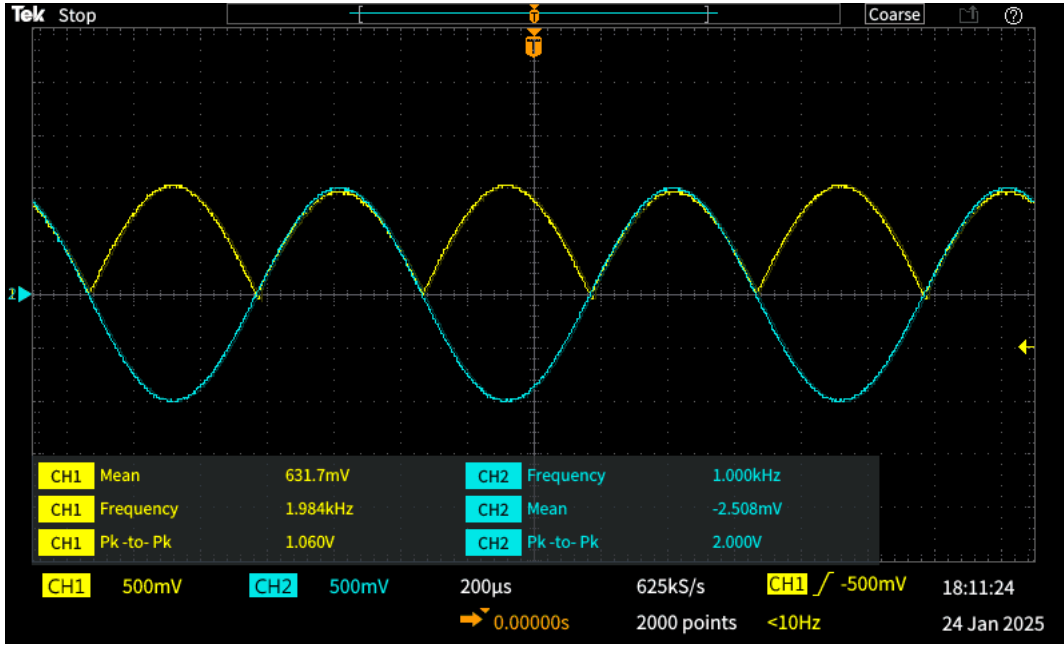 Tek Stop T Coarse ?
T
2
CH1 Mean 631.7mV CH2 Frequency 1.000kHz
CH1 Frequency 1.984kHz CH2 Mean -2.508mV
CH1 Pk -to- Pk 1.060V CH2 Pk -to- Pk 2.000V
CH1 500mV CH2 500mV 200µs 625kS/s CH1 -500mV 18:11:24
0.00000s 2000 points <10Hz 24 Jan 2025